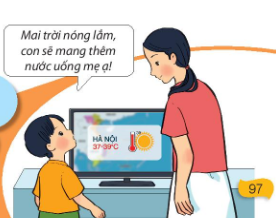 Mai trời nóng lắm,
con sẽ mang thêm
nước uống mẹ ạ!
HÀ NỘI
37-39°C
97